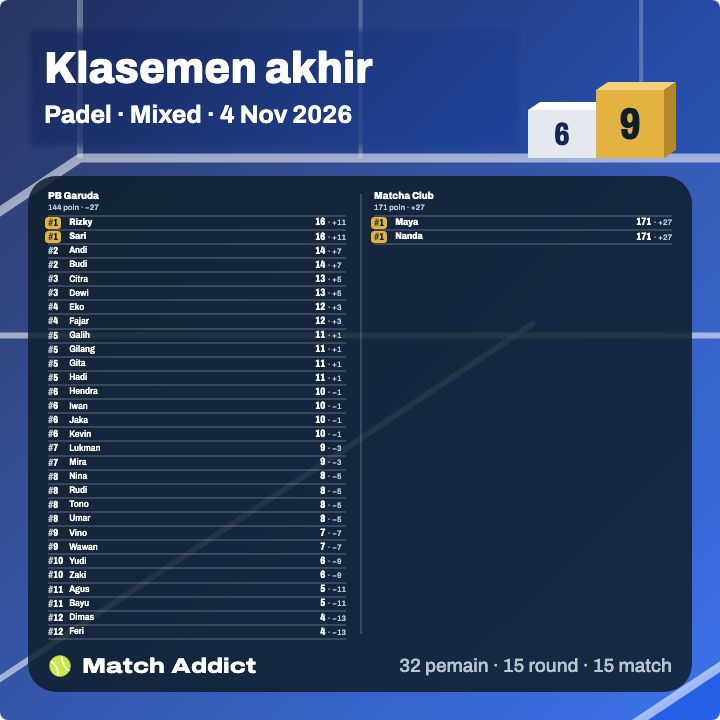 Klasemen akhir
Padel · Mixed · 4 Nov 2026
6
9
PB Garuda
144 poin · −27
#1 Rizky 16 · +11
#1 Sari 16 · +11
#2 Andi 14 · +7
#2 Budi 14 · +7
#3 Citra 13 · +5
#3 Dewi 13 · +5
#4 Eko 12 · +3
#4 Fajar 12 · +3
#5 Galih 11 · +1
#5 Gilang 11 · +1
#5 Gita 11 · +1
#5 Hadi 11 · +1
#6 Hendra 10 · −1
#6 Iwan 10 · −1
#6 Jaka 10 · −1
#6 Kevin 10 · −1
#7 Lukman 9 · −3
#7 Mira 9 · −3
#8 Nina 8 · −5
#8 Rudi 8 · −5
#8 Tono 8 · −5
#8 Umar 8 · −5
#9 Vino 7 · −7
#9 Wawan 7 · −7
#10 Yudi 6 · −9
#10 Zaki 6 · −9
#11 Agus 5 · −11
#11 Bayu 5 · −11
#12 Dimas 4 · −13
#12 Feri 4 · −13
Matcha Club
171 poin · +27
#1 Maya 171 · +27
#1 Nanda 171 · +27
Match Addict
32 pemain · 15 round · 15 match